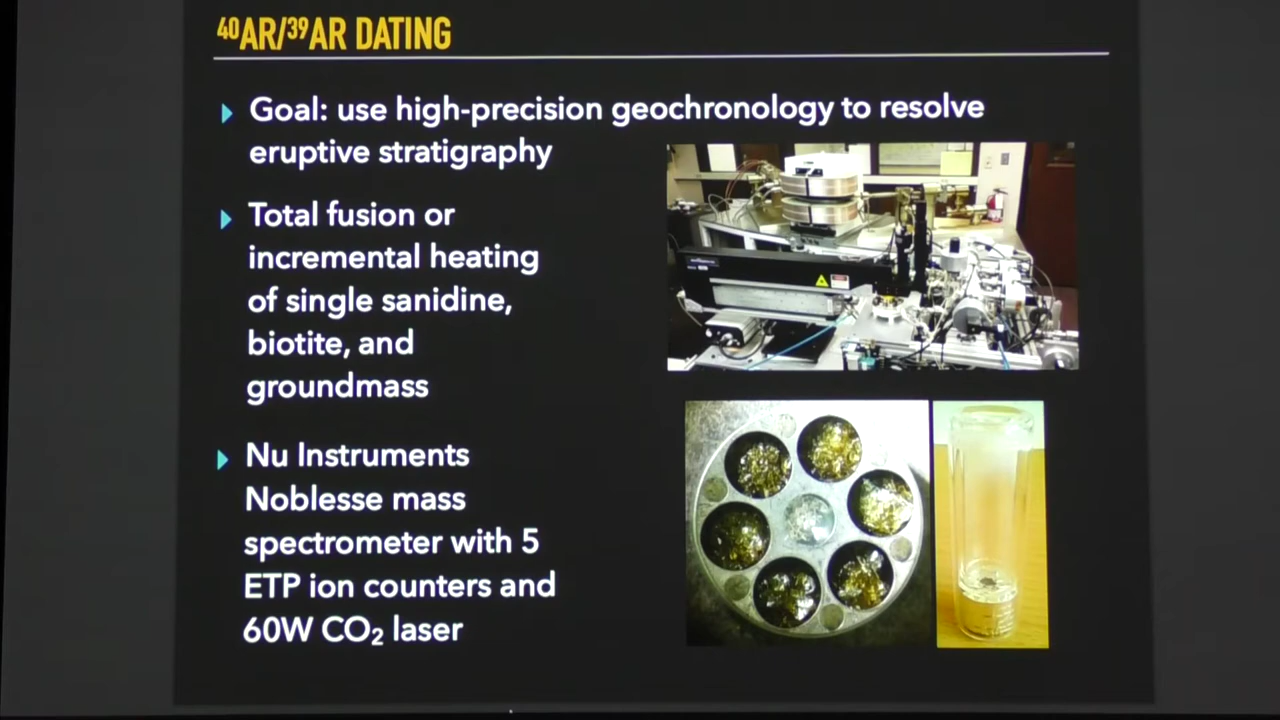 ⁴⁰AR/³⁹AR DATING
Goal: use high-precision geochronology to resolve
eruptive stratigraphy
Total fusion or
incremental heating
of single sanidine,
biotite, and
groundmass
Nu Instruments
Noblesse mass
spectrometer with 5
ETP ion counters and
60W CO₂ laser